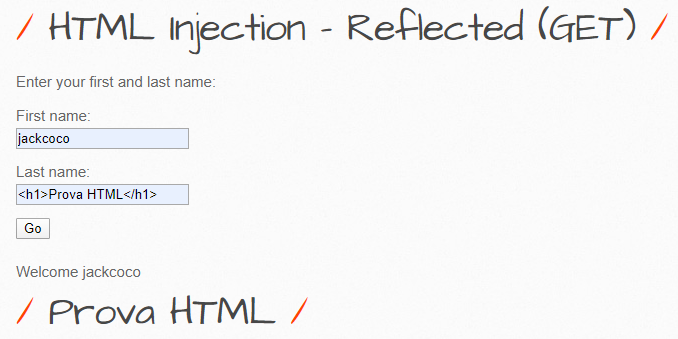 / HTML Injection - Reflected (GET) /
Enter your first and last name:
First name:
jackcoco
Last name:
<h1>Prova HTML</h1>
Go
Welcome jackcoco
/ Prova HTML /